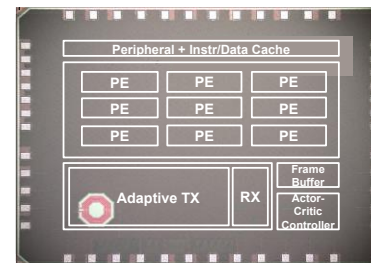 Peripheral + Instr/Data Cache
PE PE PE
PE PE PE
PE PE PE
Adaptive TX
RX
Frame
Buffer
Actor-
Critic
Controller